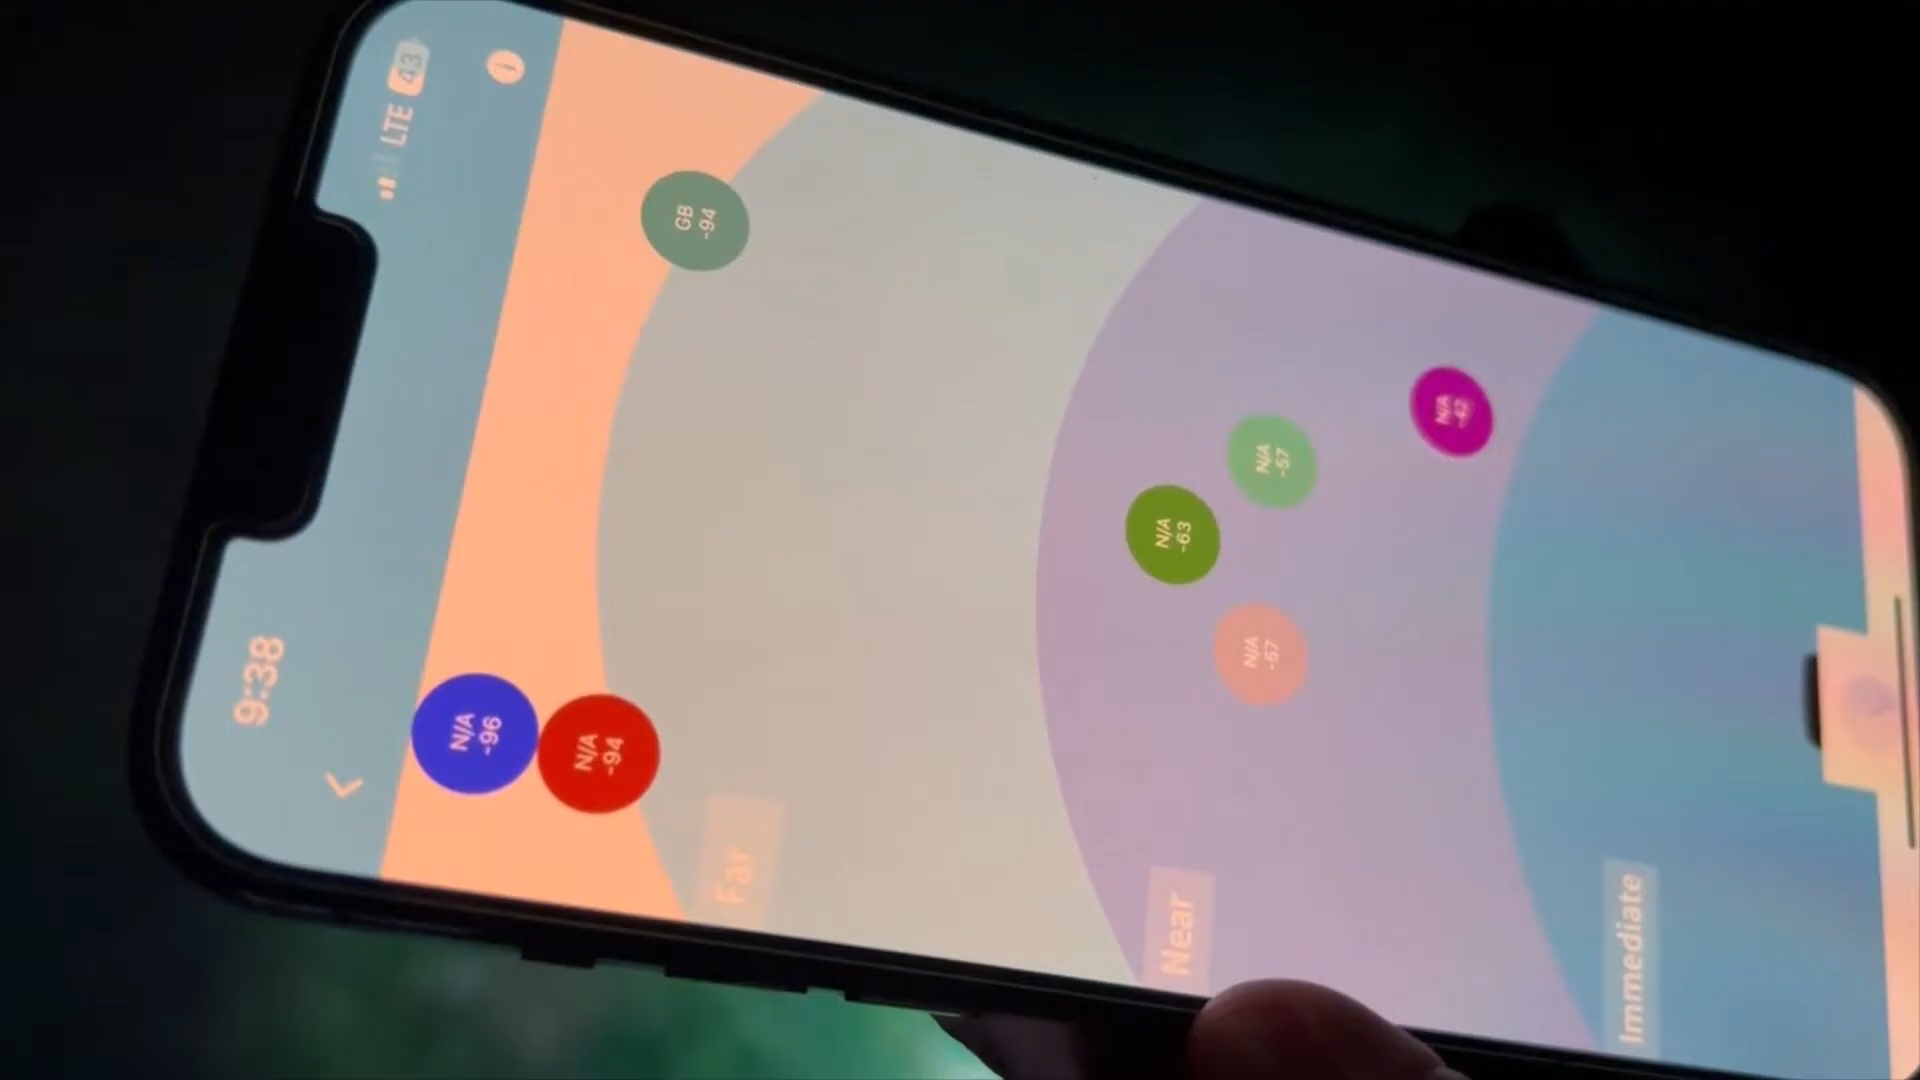 9:38
LTE 43
i
N/A
-96
N/A
-94
GB
-94
Far
N/A
-63
N/A
-57
N/A
-57
Near
N/A
-42
Immediate